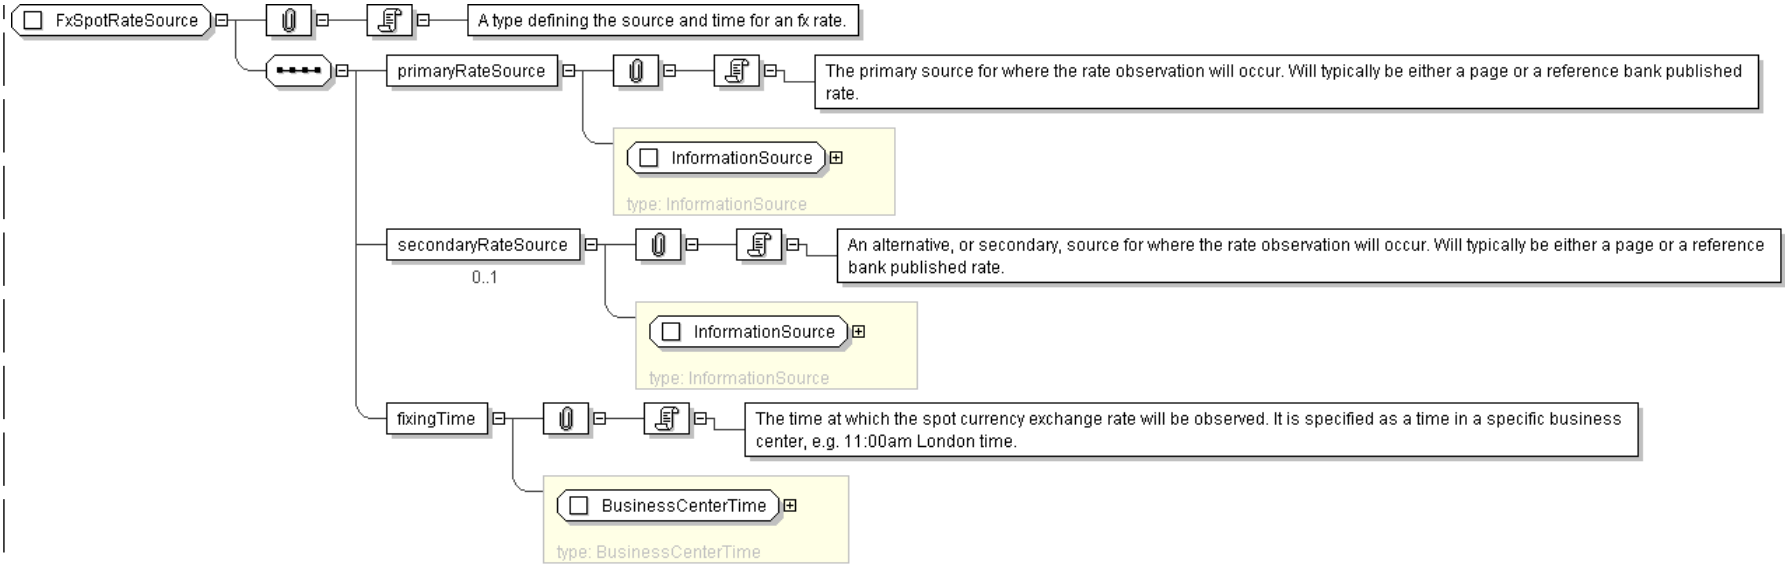 FxSpotRateSource
A type defining the source and time for an fx rate.
primaryRateSource
The primary source for where the rate observation will occur. Will typically be either a page or a reference bank published
rate.
InformationSource
type: InformationSource
secondaryRateSource
0..1
An alternative, or secondary, source for where the rate observation will occur. Will typically be either a page or a reference
bank published rate.
InformationSource
type: InformationSource
fixingTime
The time at which the spot currency exchange rate will be observed. It is specified as a time in a specific business
center, e.g. 11:00am London time.
BusinessCenterTime
type: BusinessCenterTime